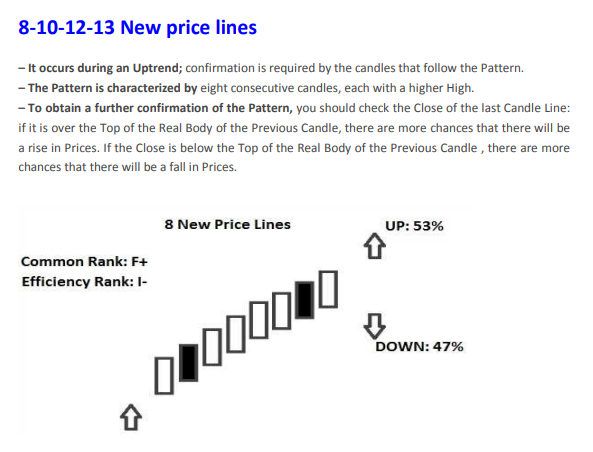 8-10-12-13 New price lines
– It occurs during an Uptrend; confirmation is required by the candles that follow the Pattern.
– The Pattern is characterized by eight consecutive candles, each with a higher High.
– To obtain a further confirmation of the Pattern, you should check the Close of the last Candle Line:
if it is over the Top of the Real Body of the Previous Candle, there are more chances that there will be
a rise in Prices. If the Close is below the Top of the Real Body of the Previous Candle , there are more
chances that there will be a fall in Prices.
8 New Price Lines
UP: 53%
Common Rank: F+
Efficiency Rank: I-
DOWN: 47%